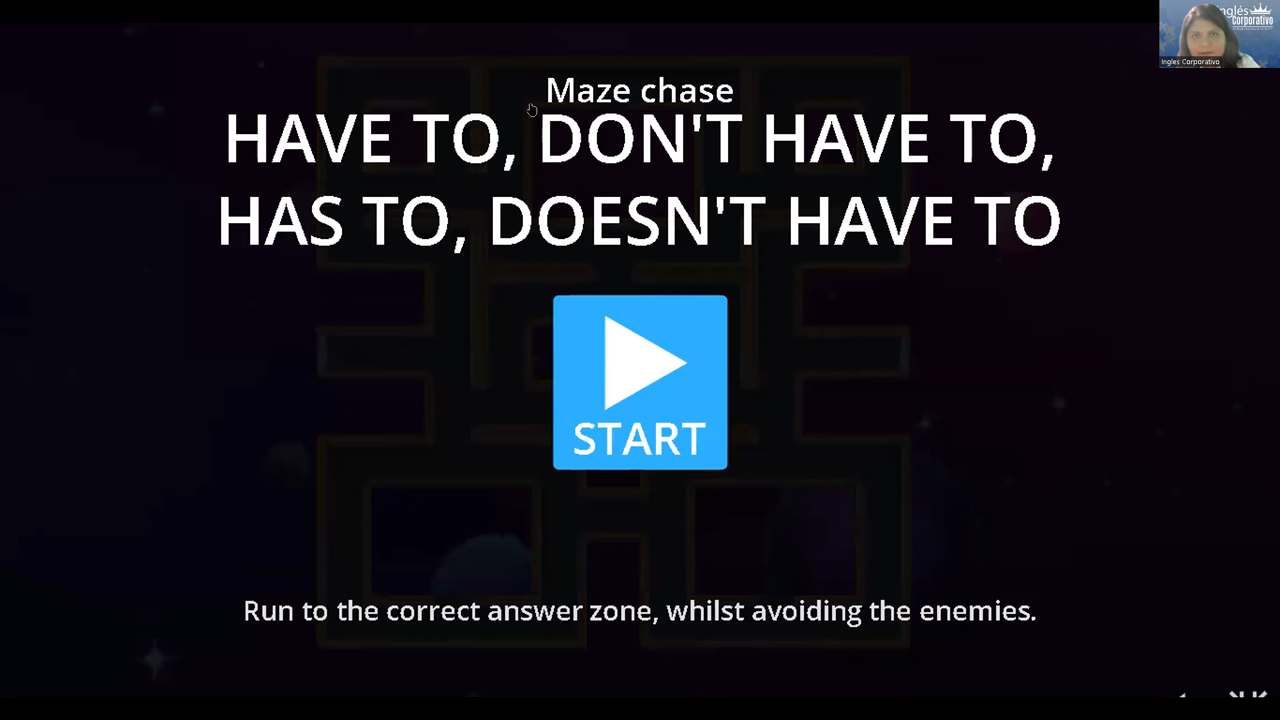 Inglés
Corporativo
Ingles Corporativo
Maze chase
HAVE TO, DON'T HAVE TO,
HAS TO, DOESN'T HAVE TO
START
Run to the correct answer zone, whilst avoiding the enemies.